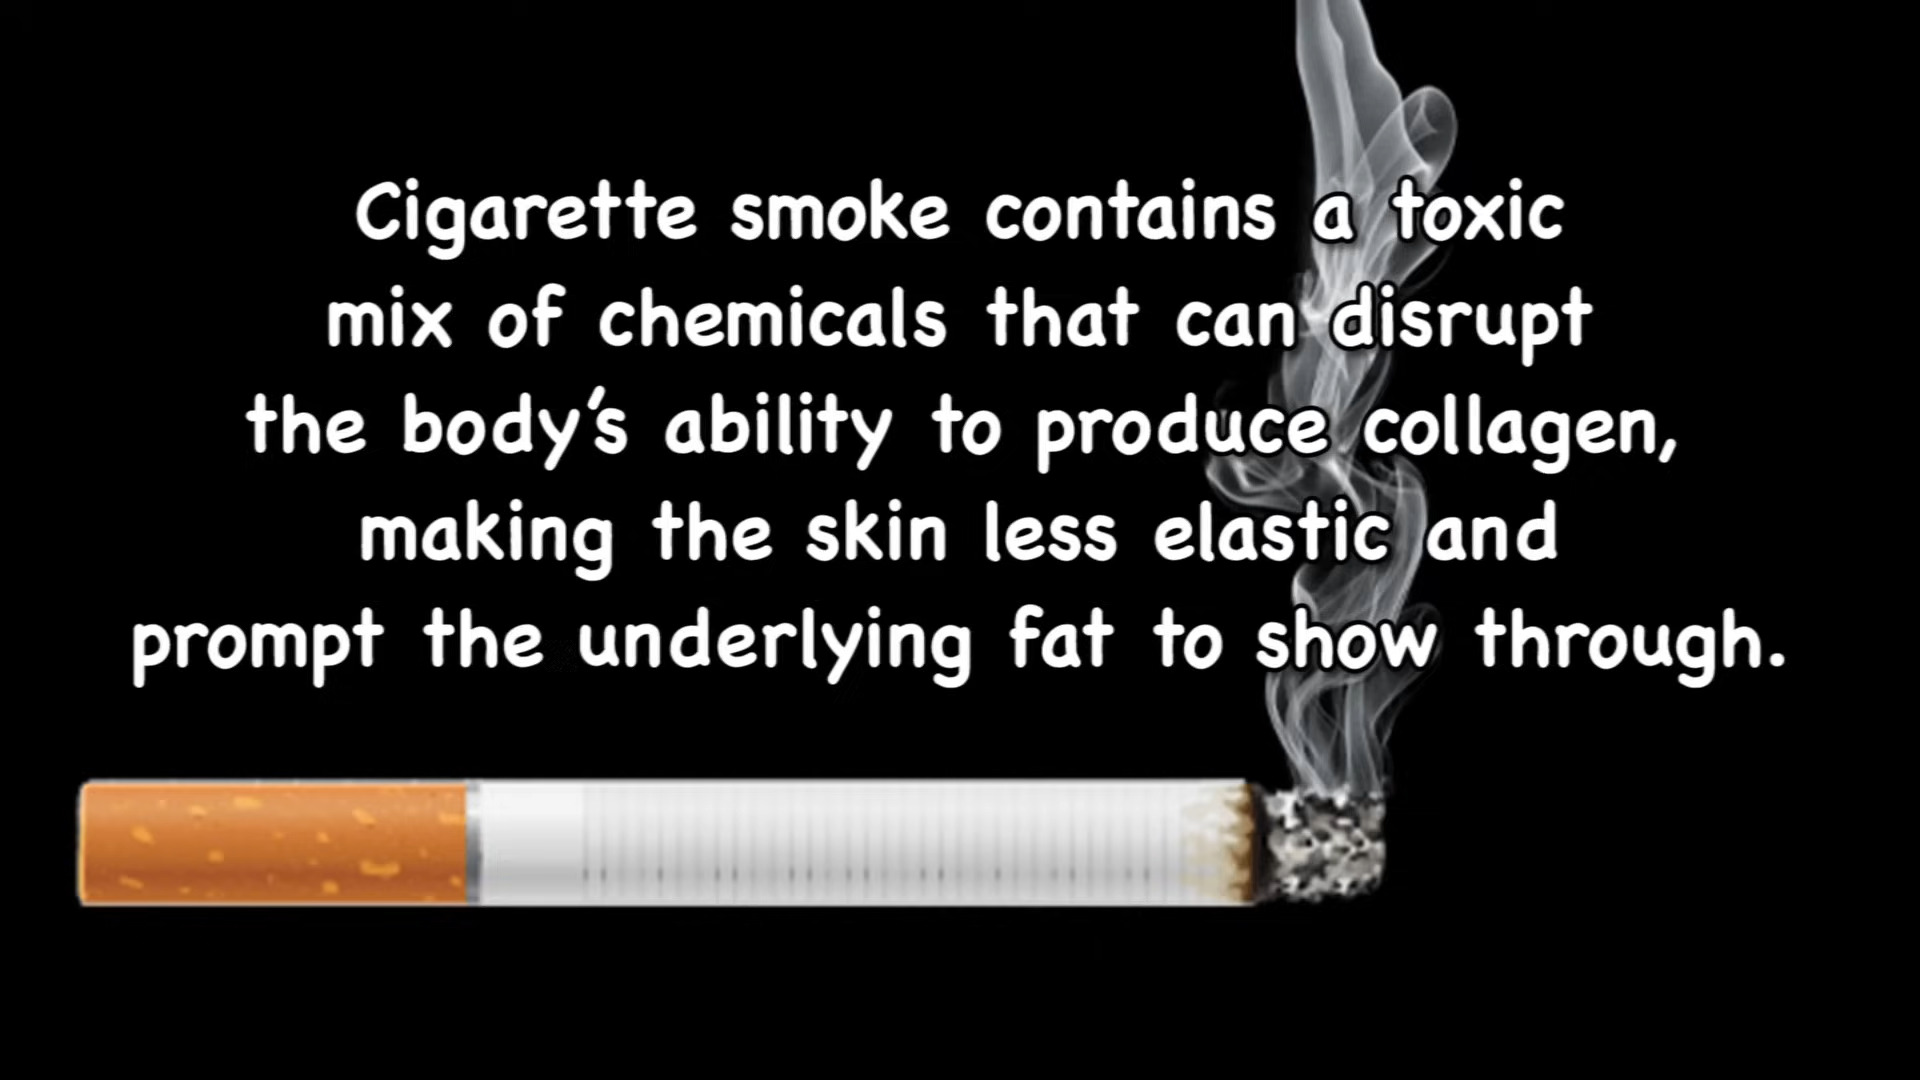 Cigarette smoke contains a toxic
mix of chemicals that can disrupt
the body's ability to produce collagen,
making the skin less elastic and
prompt the underlying fat to show through.